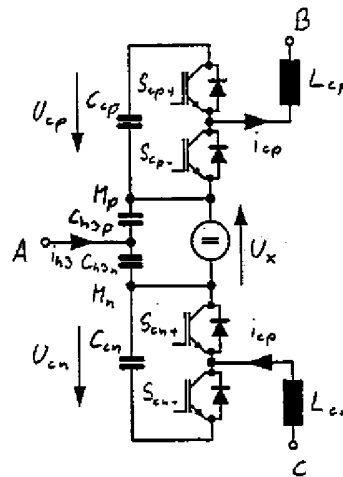 B
S_cp+
L_cp
C_cp
U_cp
i_cp
S_cp-
M_p
C_h3p
A
i_h3
U_x
C_h3n
M_n
S_cn+
i_cp
C_cn
U_cn
S_cn-
C